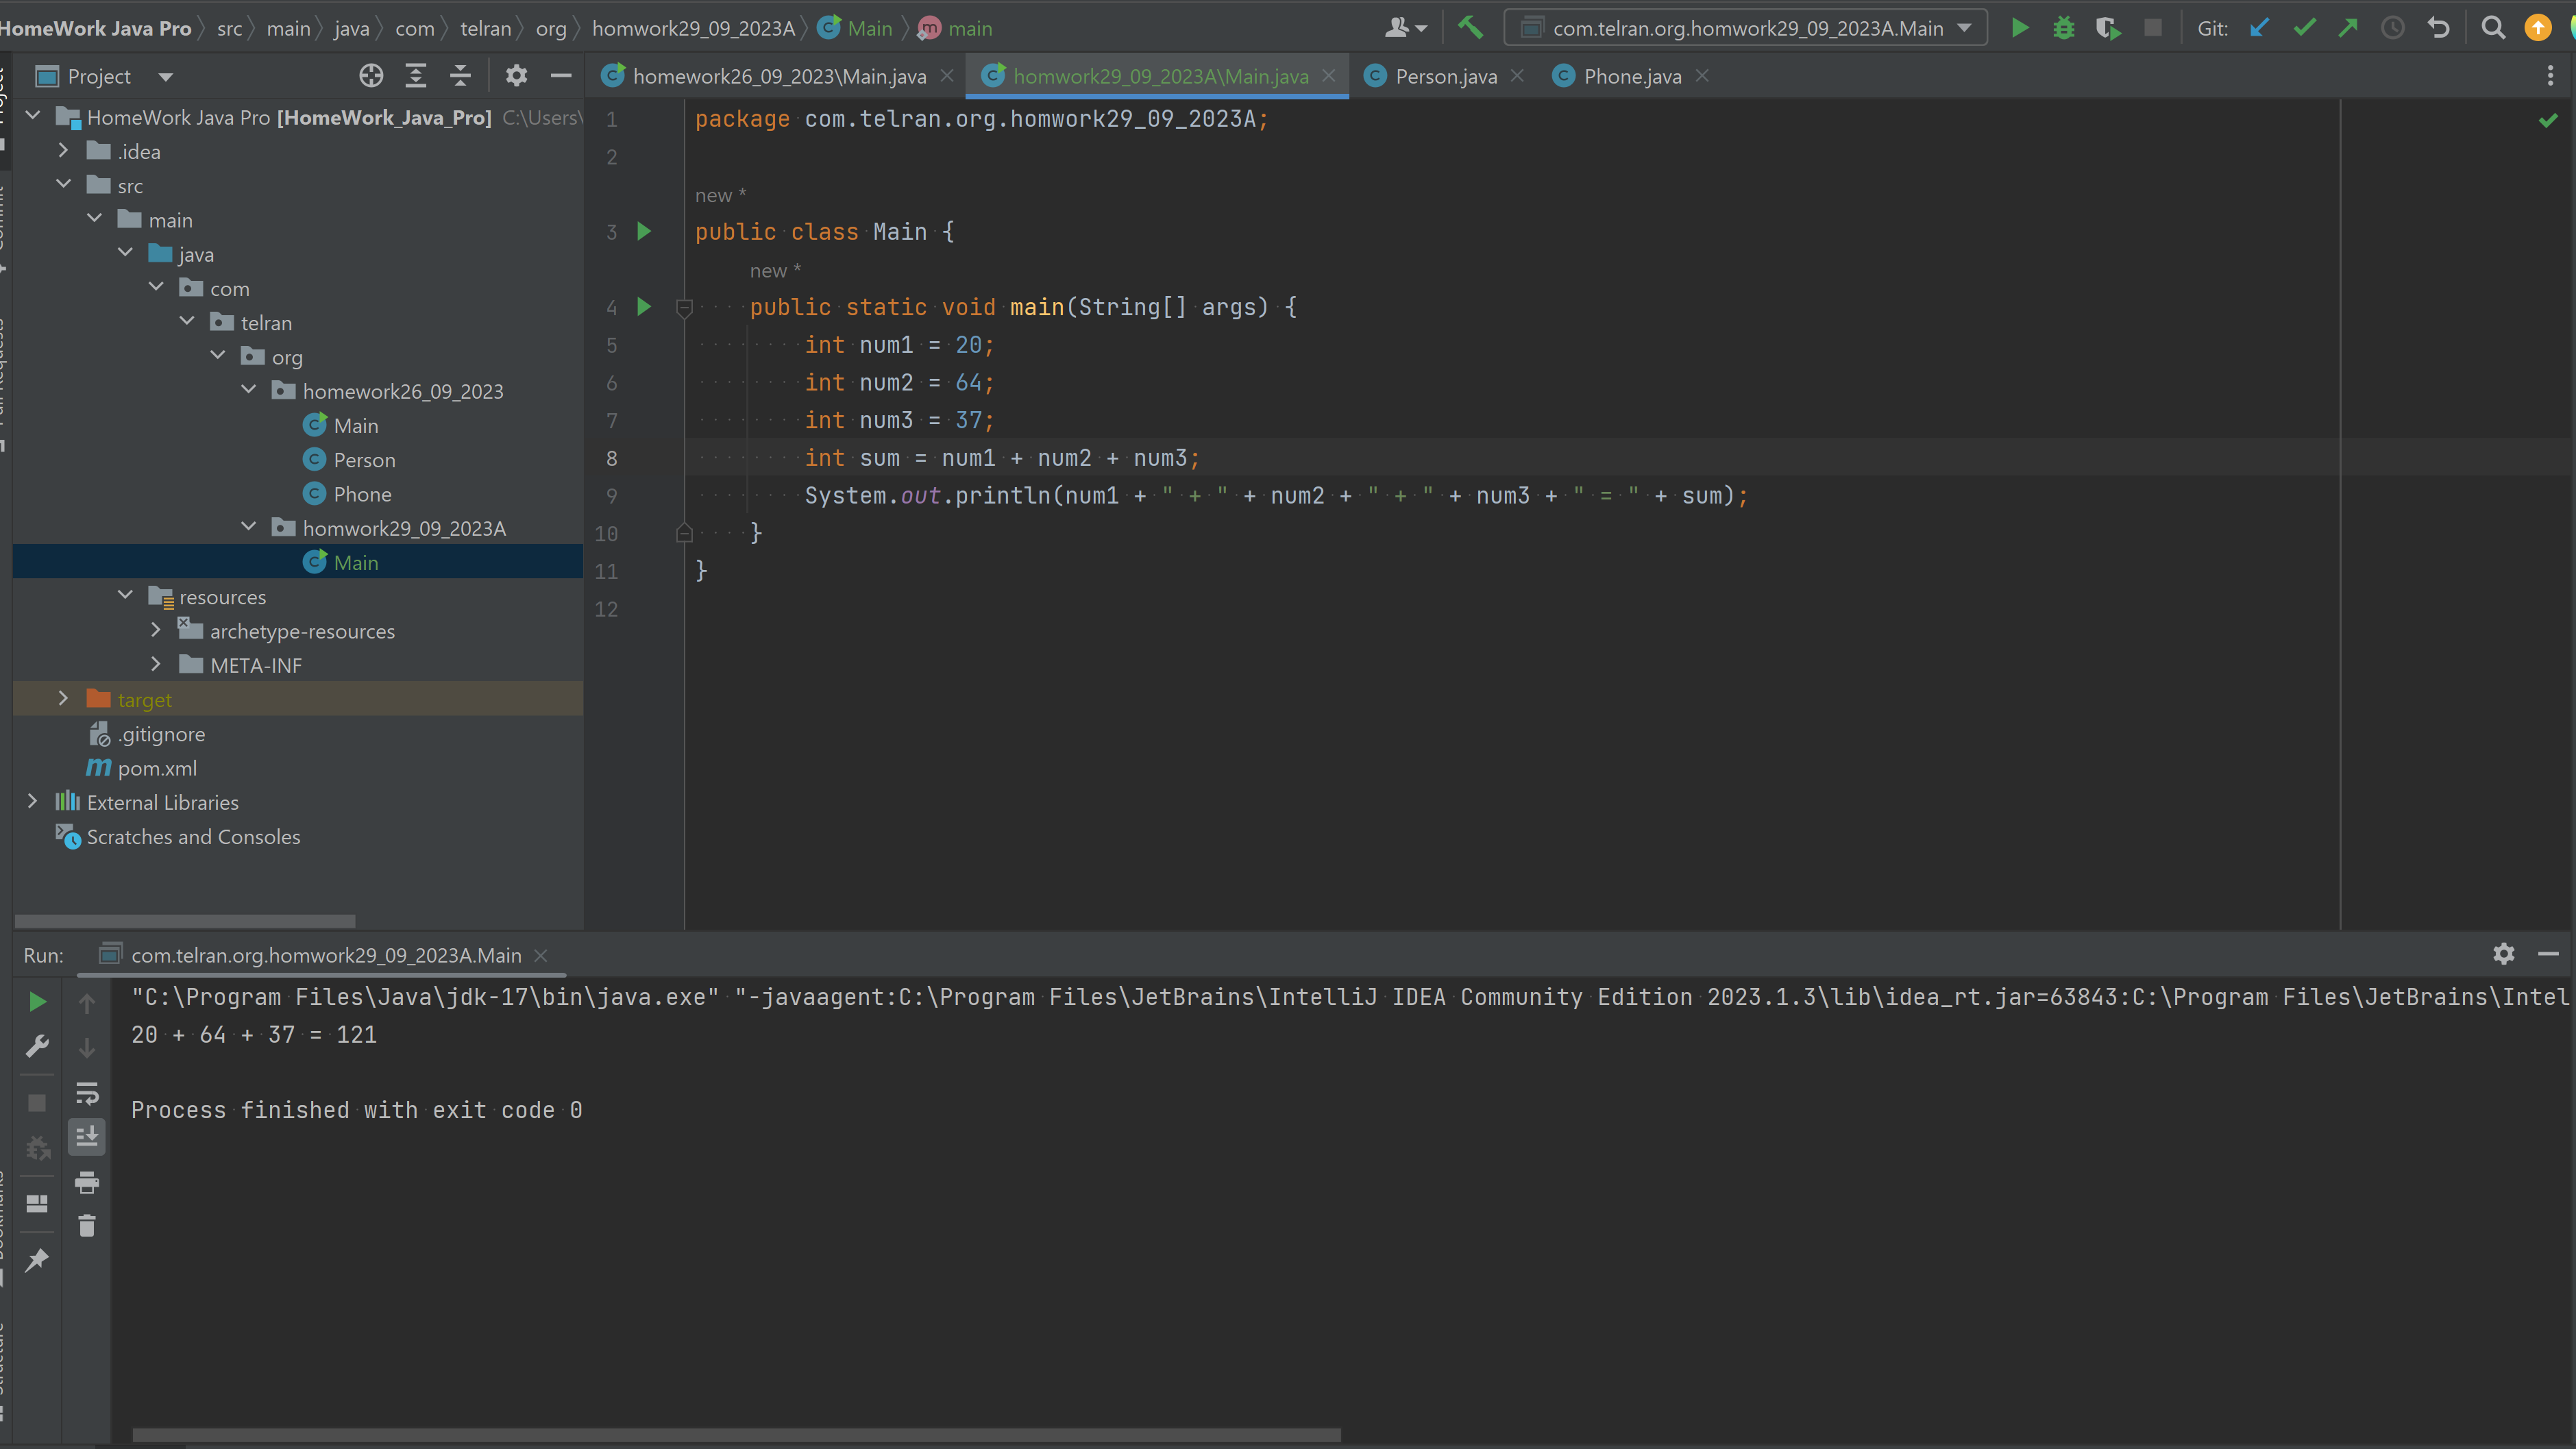 HomeWork Java Pro src main java com telran org homwork29_09_2023A Main main com.telran.org.homwork29_09_2023A.Main Git:
Project
homework26_09_2023\Main.java homwork29_09_2023A\Main.java Person.java Phone.java
HomeWork Java Pro [HomeWork_Java_Pro] C:\Users\
.idea
src
main
java
com
telran
org
homework26_09_2023
Main
Person
Phone
homwork29_09_2023A
Main
resources
archetype-resources
META-INF
target
.gitignore
pom.xml
External Libraries
Scratches and Consoles
1 package com.telran.org.homwork29_09_2023A;
2
new *
3 public class Main {
new *
4 public static void main(String[] args) {
5 int num1 = 20;
6 int num2 = 64;
7 int num3 = 37;
8 int sum = num1 + num2 + num3;
9 System.out.println(num1 + " + " + num2 + " + " + num3 + " = " + sum);
10 }
11 }
12
Run: com.telran.org.homwork29_09_2023A.Main
"C:\Program Files\Java\jdk-17\bin\java.exe" "-javaagent:C:\Program Files\JetBrains\IntelliJ IDEA Community Edition 2023.1.3\lib\idea_rt.jar=63843:C:\Program Files\JetBrains\Intel
20 + 64 + 37 = 121
Process finished with exit code 0